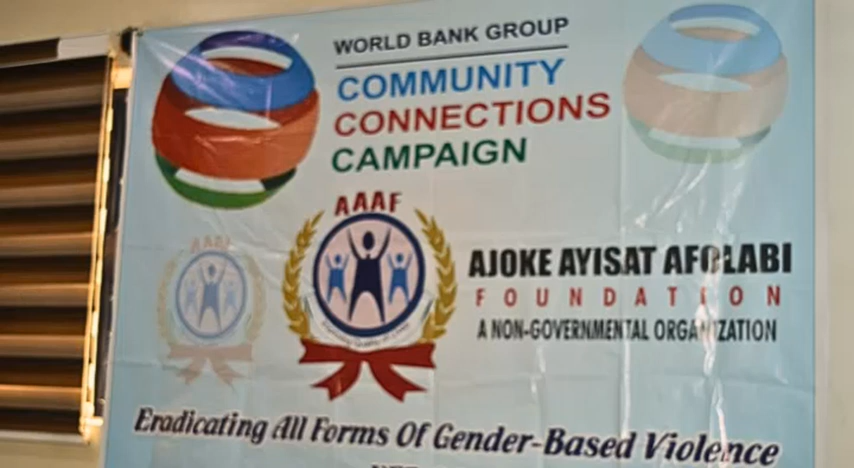 WORLD BANK GROUP
COMMUNITY
CONNECTIONS
CAMPAIGN
AAAF
AAAF
AJOKE AYISAT AFOLABI
FOUNDATION
A NON-GOVERNMENTAL ORGANIZATION
Eradicating All Forms Of Gender-Based Violence